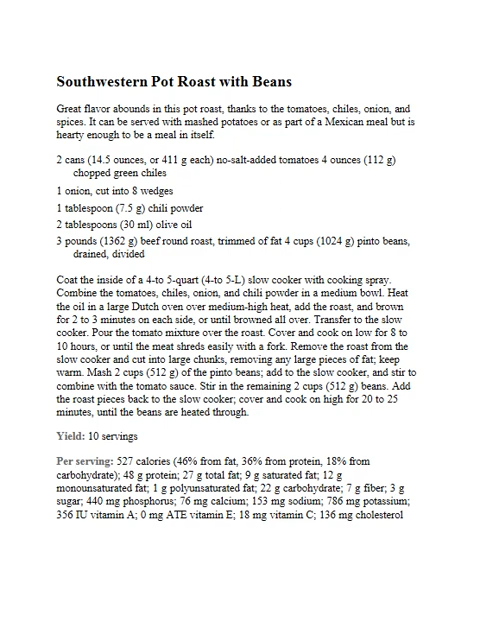 Southwestern Pot Roast with Beans
Great flavor abounds in this pot roast, thanks to the tomatoes, chiles, onion, and
spices. It can be served with mashed potatoes or as part of a Mexican meal but is
hearty enough to be a meal in itself.
2 cans (14.5 ounces, or 411 g each) no-salt-added tomatoes 4 ounces (112 g)
chopped green chiles
1 onion, cut into 8 wedges
1 tablespoon (7.5 g) chili powder
2 tablespoons (30 ml) olive oil
3 pounds (1362 g) beef round roast, trimmed of fat 4 cups (1024 g) pinto beans,
drained, divided
Coat the inside of a 4-to 5-quart (4-to 5-L) slow cooker with cooking spray.
Combine the tomatoes, chiles, onion, and chili powder in a medium bowl. Heat
the oil in a large Dutch oven over medium-high heat, add the roast, and brown
for 2 to 3 minutes on each side, or until browned all over. Transfer to the slow
cooker. Pour the tomato mixture over the roast. Cover and cook on low for 8 to
10 hours, or until the meat shreds easily with a fork. Remove the roast from the
slow cooker and cut into large chunks, removing any large pieces of fat; keep
warm. Mash 2 cups (512 g) of the pinto beans; add to the slow cooker, and stir to
combine with the tomato sauce. Stir in the remaining 2 cups (512 g) beans. Add
the roast pieces back to the slow cooker; cover and cook on high for 20 to 25
minutes, until the beans are heated through.
Yield: 10 servings
Per serving: 527 calories (46% from fat, 36% from protein, 18% from
carbohydrate); 48 g protein; 27 g total fat; 9 g saturated fat; 12 g
monounsaturated fat; 1 g polyunsaturated fat; 22 g carbohydrate; 7 g fiber; 3 g
sugar; 440 mg phosphorus; 76 mg calcium; 153 mg sodium; 786 mg potassium;
356 IU vitamin A; 0 mg ATE vitamin E; 18 mg vitamin C; 136 mg cholesterol